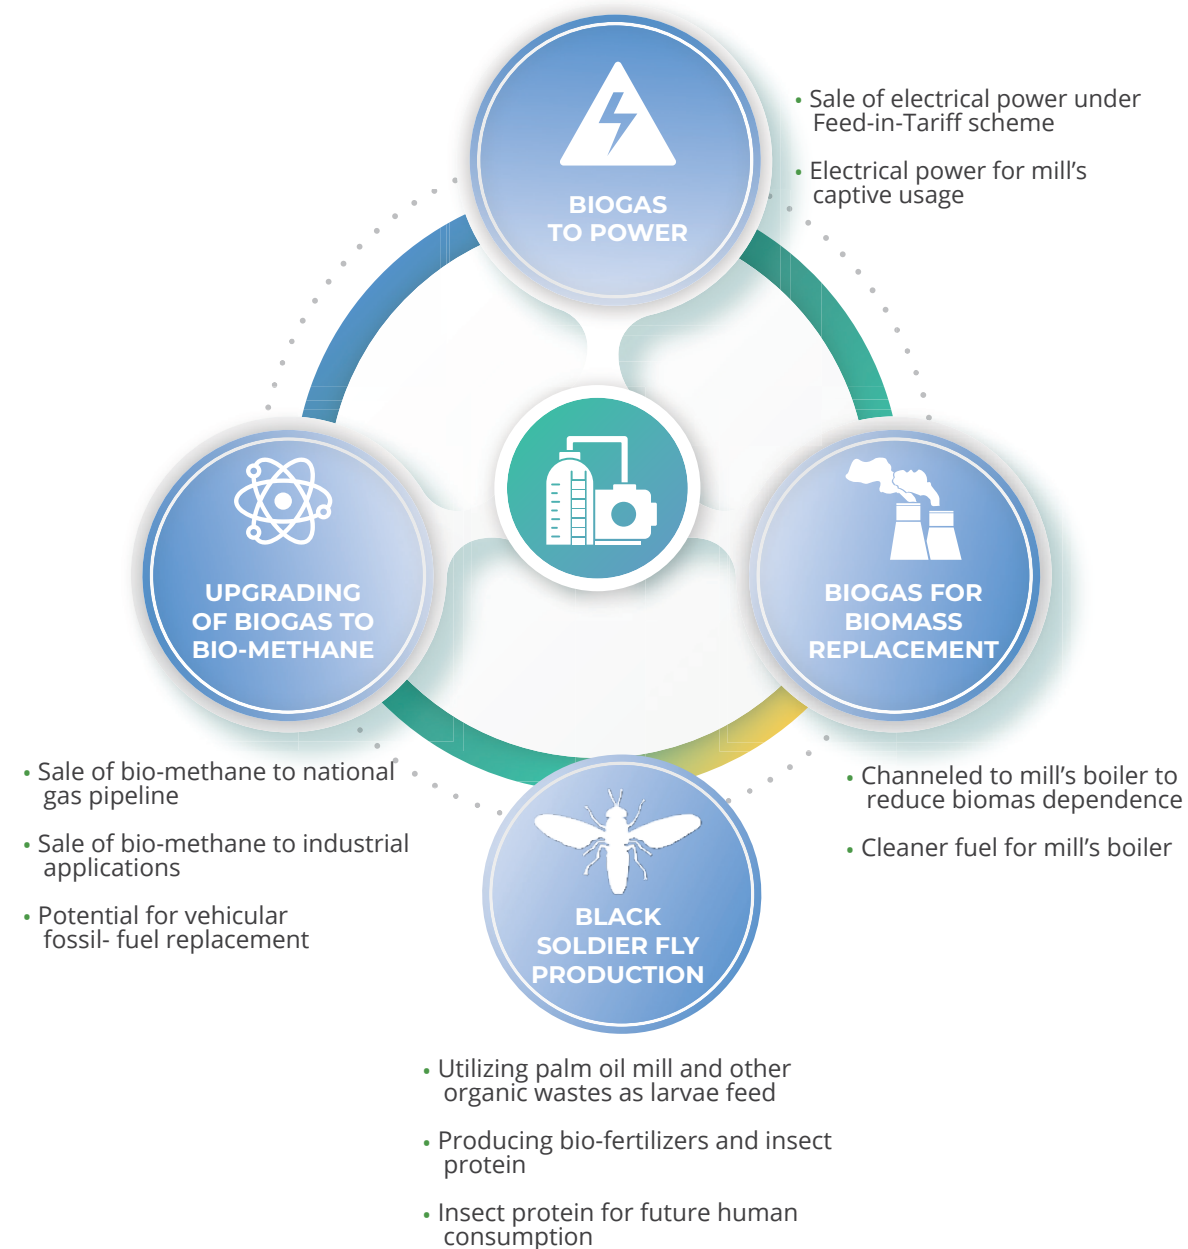 BIOGAS
TO POWER
• Sale of electrical power under
Feed-in-Tariff scheme
• Electrical power for mill's
captive usage
UPGRADING
OF BIOGAS TO
BIO-METHANE
• Sale of bio-methane to national
gas pipeline
• Sale of bio-methane to industrial
applications
• Potential for vehicular
fossil- fuel replacement
BIOGAS FOR
BIOMASS
REPLACEMENT
• Channeled to mill's boiler to
reduce biomas dependence
• Cleaner fuel for mill's boiler
BLACK
SOLDIER FLY
PRODUCTION
• Utilizing palm oil mill and other
organic wastes as larvae feed
• Producing bio-fertilizers and insect
protein
• Insect protein for future human
consumption